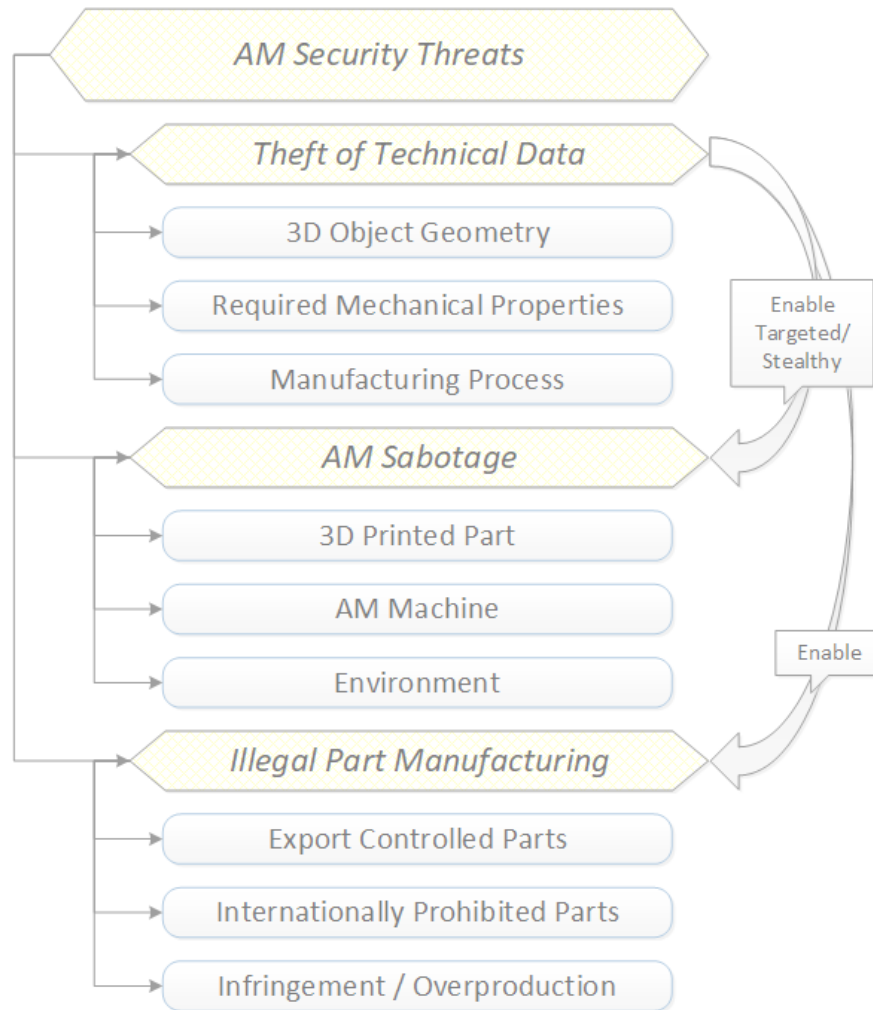 AM Security Threats
Theft of Technical Data
3D Object Geometry
Required Mechanical Properties
Manufacturing Process
Enable
Targeted/
Stealthy
AM Sabotage
3D Printed Part
AM Machine
Environment
Enable
Illegal Part Manufacturing
Export Controlled Parts
Internationally Prohibited Parts
Infringement / Overproduction